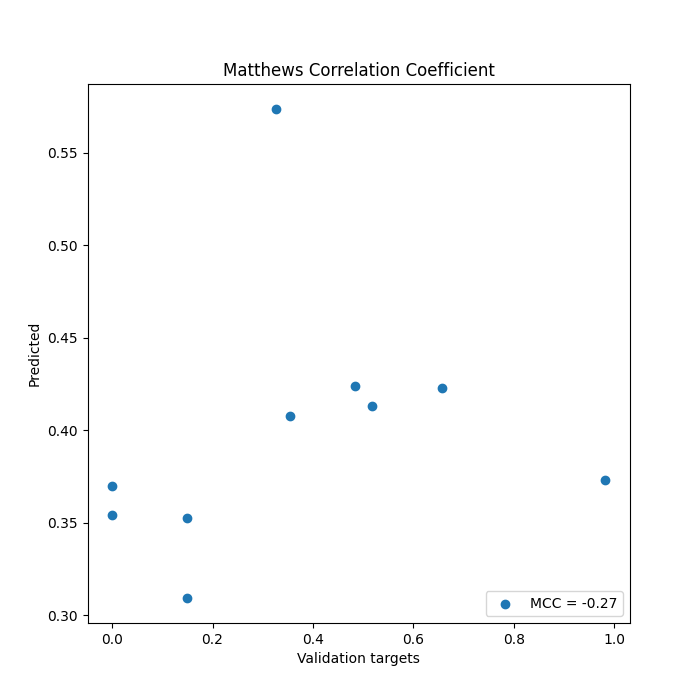 Matthews Correlation Coefficient
0.55
0.50
0.45
0.40
0.35
0.30
Predicted
MCC = -0.27
0.0 0.2 0.4 0.6 0.8 1.0
Validation targets